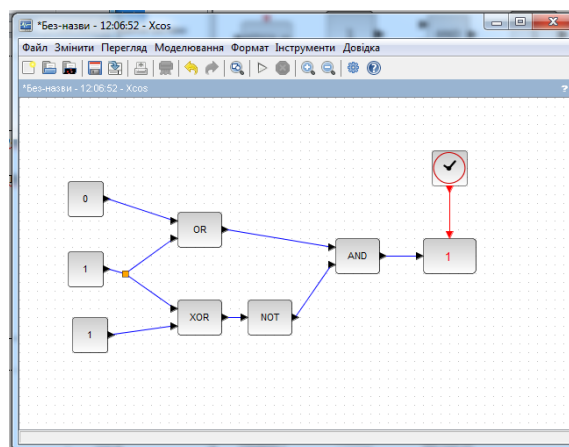 *Без-назви - 12:06:52 - Xcos
Файл Змінити Перегляд Моделювання Формат Інструменти Довідка
*Без-назви - 12:06:52 - Xcos ?
0
OR
1
AND
1
XOR
NOT
1